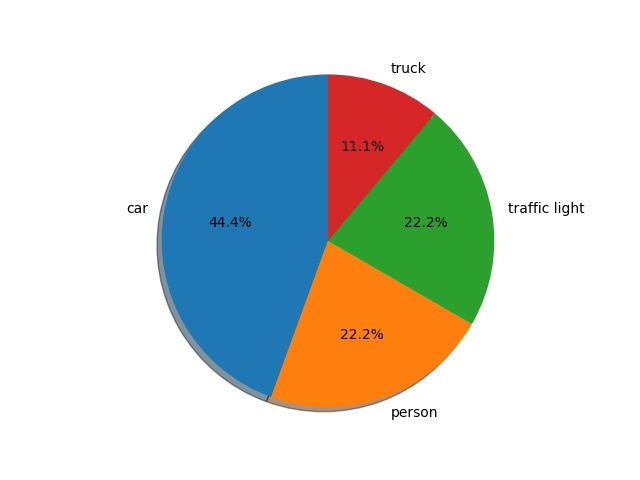 truck
11.1%
car
44.4%
22.2%
traffic light
22.2%
person